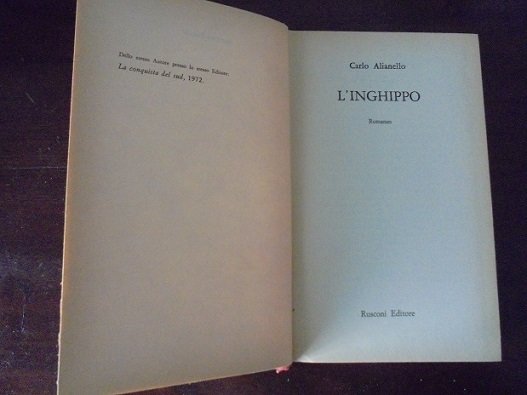 Dello stesso Autore presso lo stesso Editore:
La conquista del sud, 1972.
Carlo Alianello
L'INGHIPPO
Romanzo
Rusconi Editore